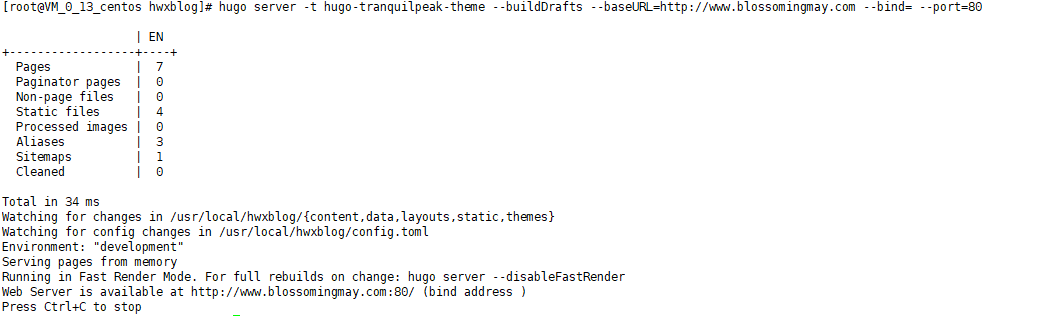 [root@VM_0_13_centos hwxblog]# hugo server -t hugo-tranquilpeak-theme --buildDrafts --baseURL=http://www.blossomingmay.com --bind= --port=80
                   | EN
+------------------+----+
  Pages            |  7
  Paginator pages  |  0
  Non-page files   |  0
  Static files     |  4
  Processed images |  0
  Aliases          |  3
  Sitemaps         |  1
  Cleaned          |  0
Total in 34 ms
Watching for changes in /usr/local/hwxblog/{content,data,layouts,static,themes}
Watching for config changes in /usr/local/hwxblog/config.toml
Environment: "development"
Serving pages from memory
Running in Fast Render Mode. For full rebuilds on change: hugo server --disableFastRender
Web Server is available at http://www.blossomingmay.com:80/ (bind address )
Press Ctrl+C to stop